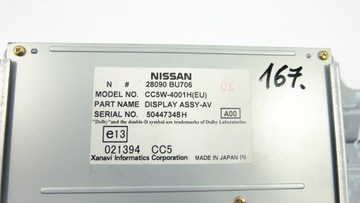 NISSAN
N # 28090 BU706
OK
MODEL NO. CC5W-4001H(EU)
PART NAME DISPLAY ASSY-AV
SERIAL NO. 50447348H
A00
"Dolby" and the double-D symbol are trademarks of Dolby Laboratories.
e13
021394 CC5
Xanavi Informatics Corporation MADE IN JAPAN (1)
167.